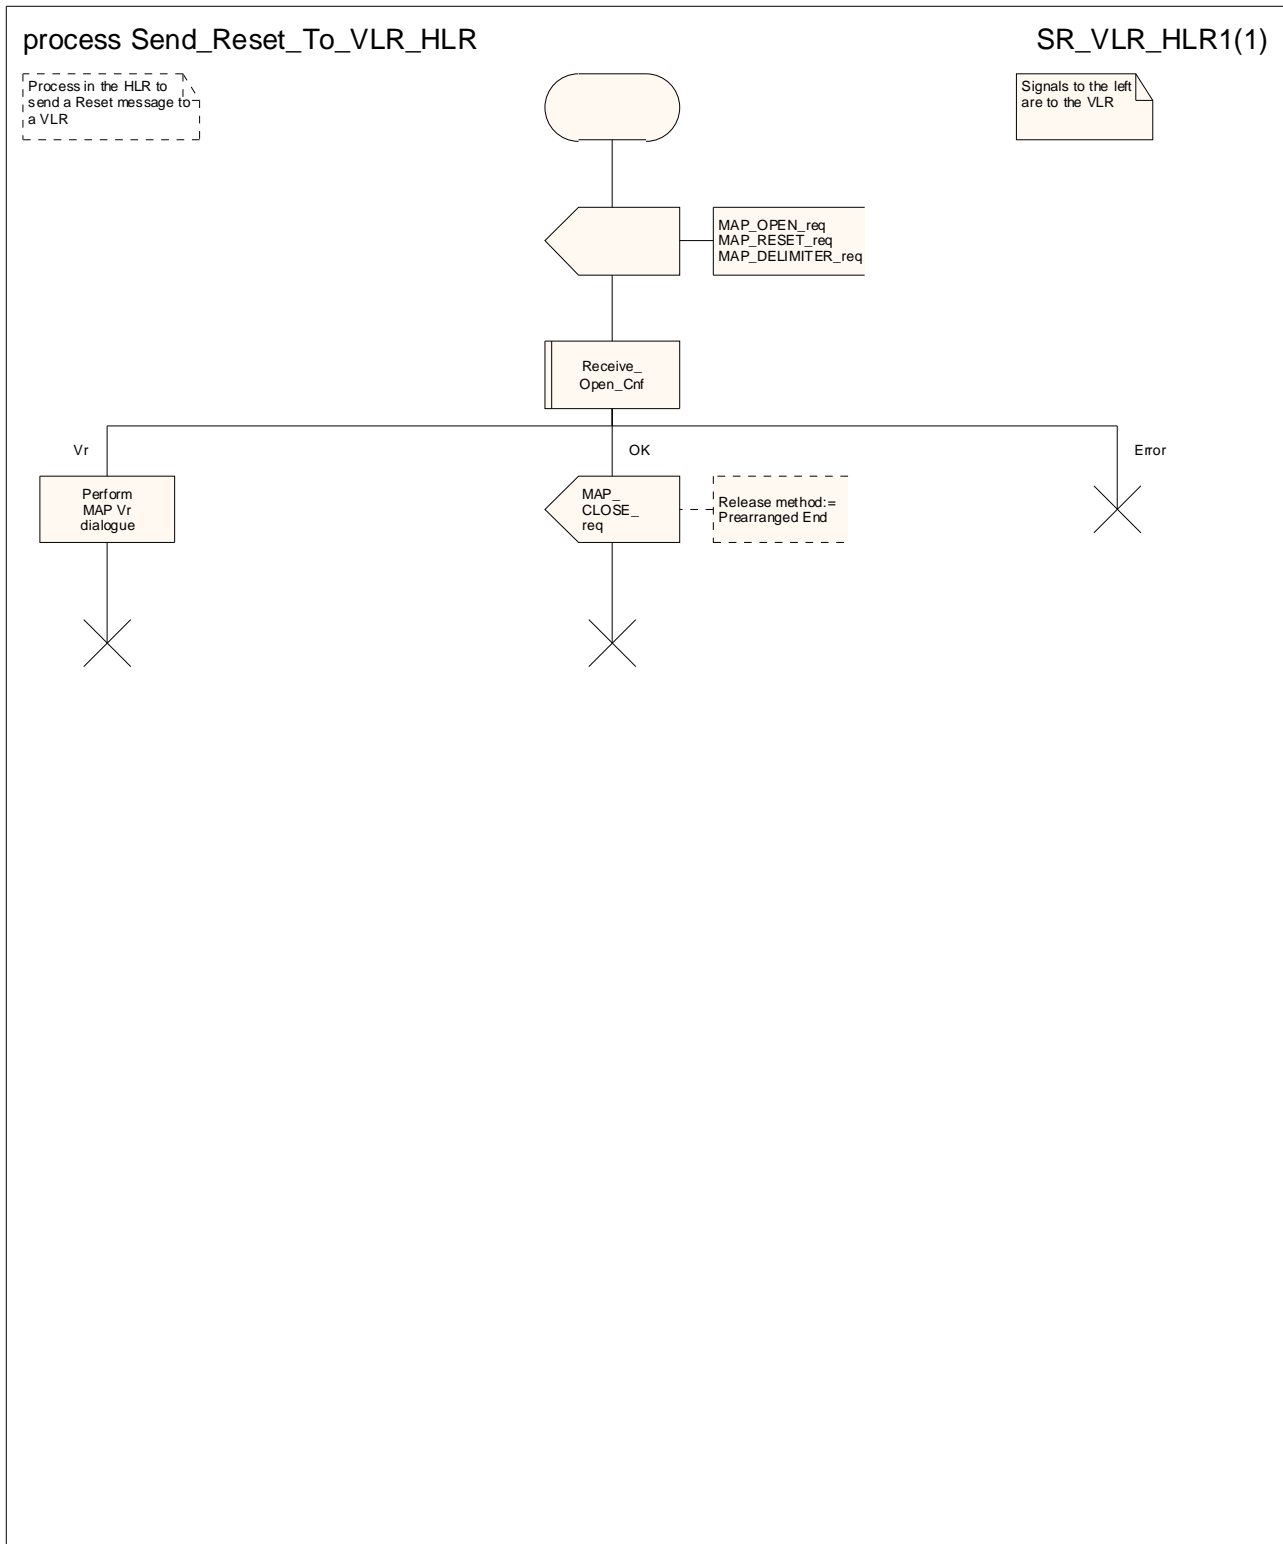 process Send_Reset_To_VLR_HLR
SR_VLR_HLR1(1)
Process in the HLR to
send a Reset message to
a VLR
Signals to the left
are to the VLR
MAP_OPEN_req
MAP_RESET_req
MAP_DELIMITER_req
Receive_
Open_Cnf
Vr
OK
Error
Perform
MAP Vr
dialogue
MAP_
CLOSE_
req
Release method:=
Prearranged End